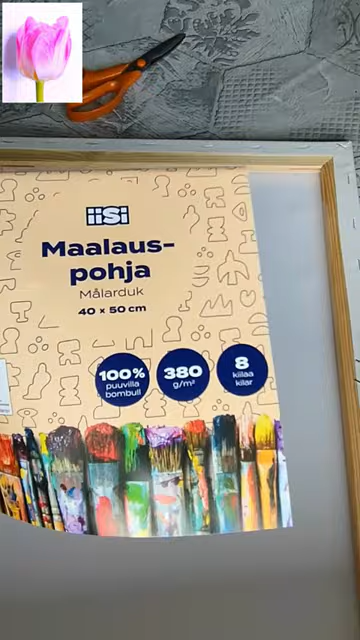 iisi
Maalaus-
pohja
Målarduk
40 x 50 cm
100%
puuvilla
bomull
380
g/m²
8
kiilaa
kilar